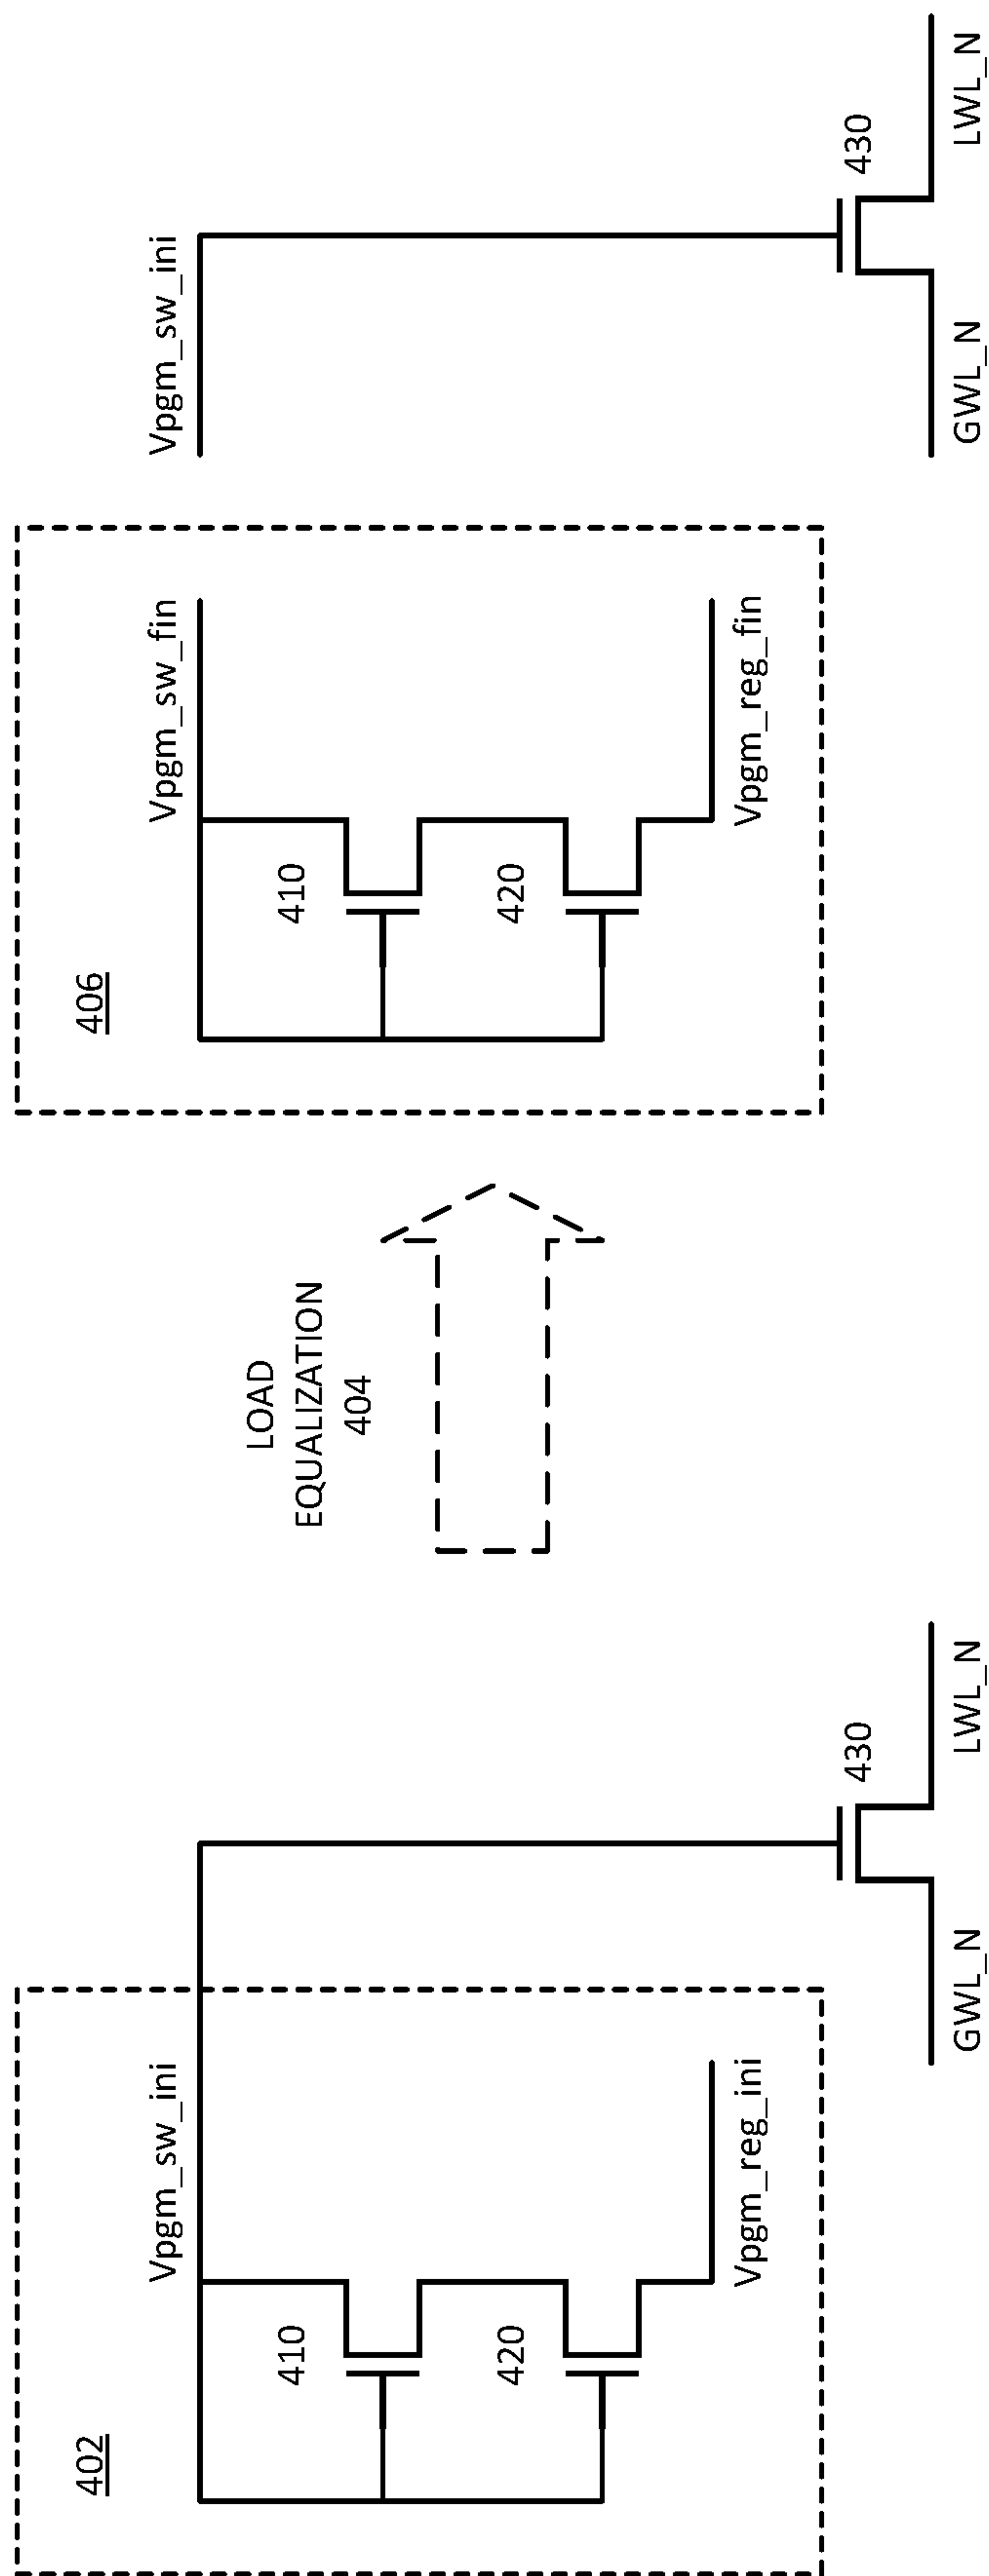 402
Vpgm_sw_ini
410
420
Vpgm_reg_ini
430
GWL_N
LWL_N
LOAD
EQUALIZATION
404
406
Vpgm_sw_fin
410
420
Vpgm_reg_fin
Vpgm_sw_ini
430
GWL_N
LWL_N